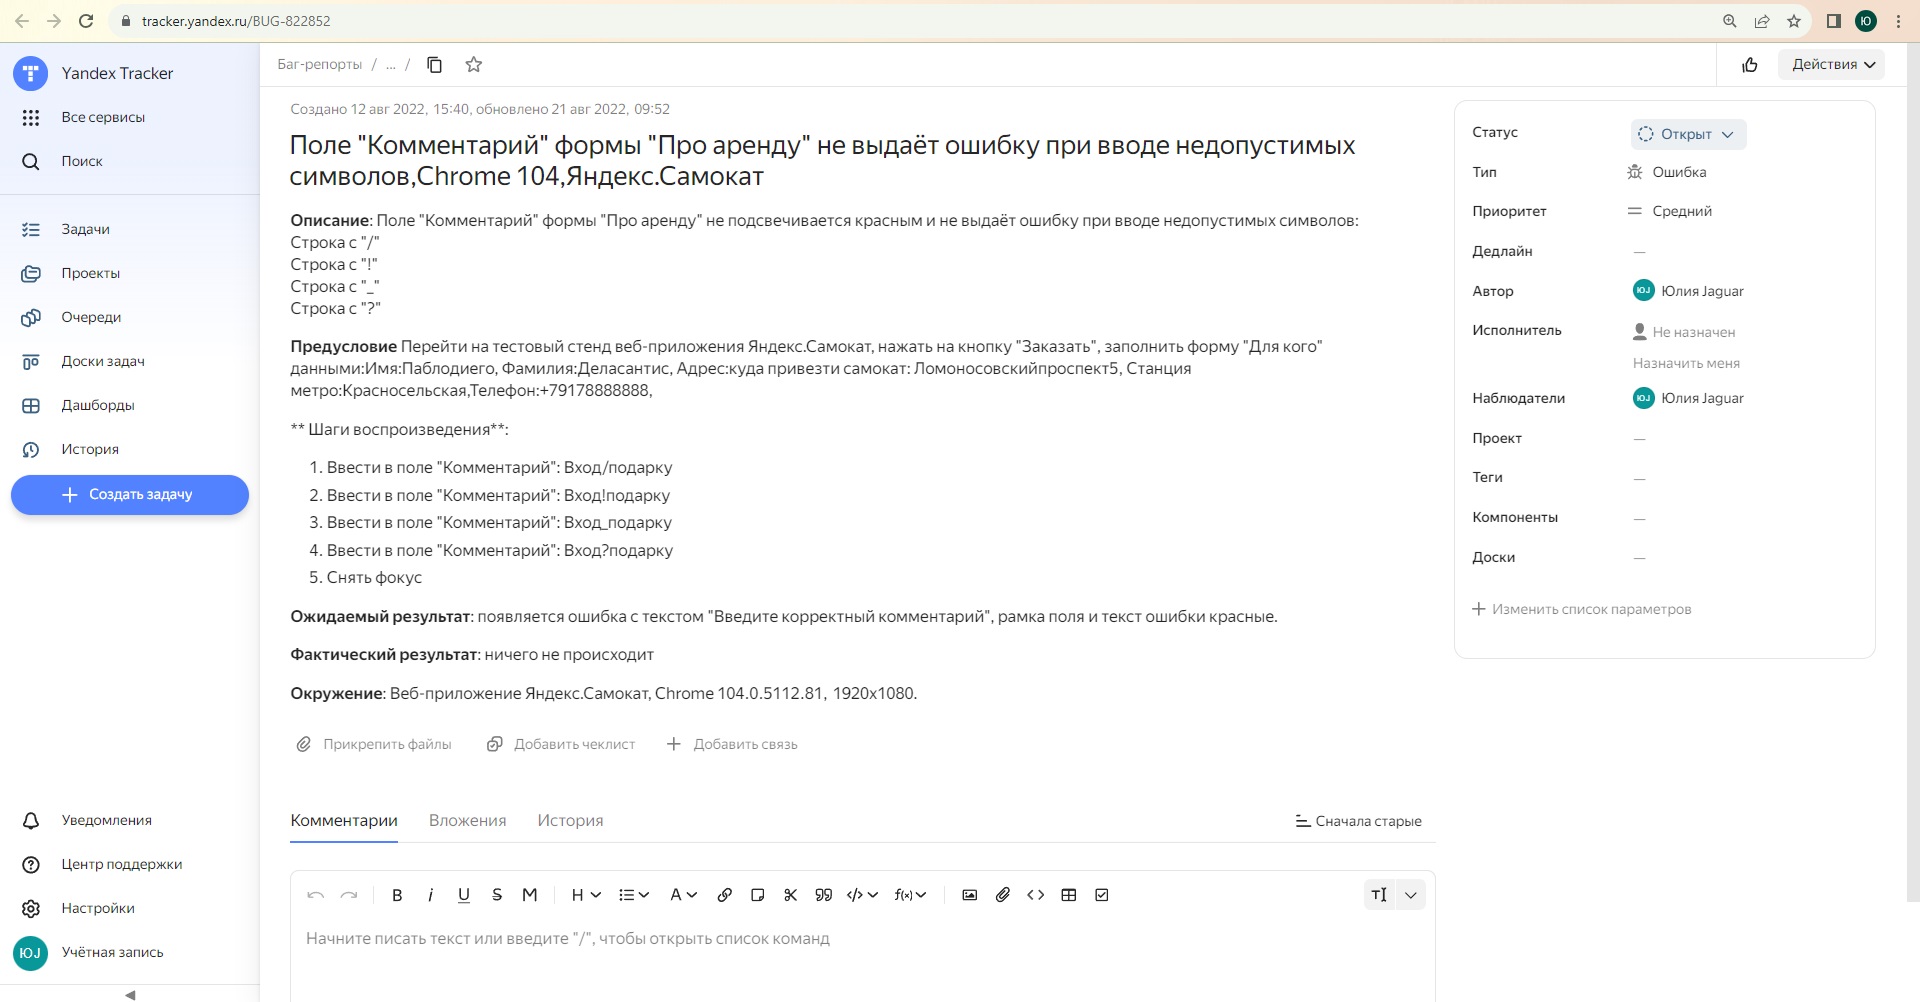 tracker.yandex.ru/BUG-822852
Ю
Yandex Tracker
Все сервисы
Поиск
Задачи
Проекты
Очереди
Доски задач
Дашборды
История
Создать задачу
Уведомления
Центр поддержки
Настройки
ЮJ
Учётная запись
Баг-репорты / ... /
Действия
Создано 12 авг 2022, 15:40, обновлено 21 авг 2022, 09:52
Поле "Комментарий" формы "Про аренду" не выдаёт ошибку при вводе недопустимых
символов,Chrome 104,Яндекс.Самокат
Описание: Поле "Комментарий" формы "Про аренду" не подсвечивается красным и не выдаёт ошибку при вводе недопустимых символов:
Строка с "/"
Строка с "!"
Строка с "_"
Строка с "?"
Предусловие Перейти на тестовый стенд веб-приложения Яндекс.Самокат, нажать на кнопку "Заказать", заполнить форму "Для кого"
данными:Имя:Паблодиего, Фамилия:Деласантис, Адрес:куда привезти самокат: Ломоносовскийпроспект5, Станция
метро:Красносельская,Телефон:+79178888888,
** Шаги воспроизведения**:
1. Ввести в поле "Комментарий": Вход/подарку
2. Ввести в поле "Комментарий": Вход!подарку
3. Ввести в поле "Комментарий": Вход_подарку
4. Ввести в поле "Комментарий": Вход?подарку
5. Снять фокус
Ожидаемый результат: появляется ошибка с текстом "Введите корректный комментарий", рамка поля и текст ошибки красные.
Фактический результат: ничего не происходит
Окружение: Веб-приложение Яндекс.Самокат, Chrome 104.0.5112.81, 1920x1080.
Прикрепить файлы
Добавить чеклист
Добавить связь
Комментарии
Вложения
История
Сначала старые
B i U S M H A f(x)
Начните писать текст или введите "/", чтобы открыть список команд
Статус
Открыт
Тип
Ошибка
Приоритет
Средний
Дедлайн
—
Автор
ЮJ Юлия Jaguar
Исполнитель
Не назначен
Назначить меня
Наблюдатели
ЮJ Юлия Jaguar
Проект
—
Теги
—
Компоненты
—
Доски
—
Изменить список параметров